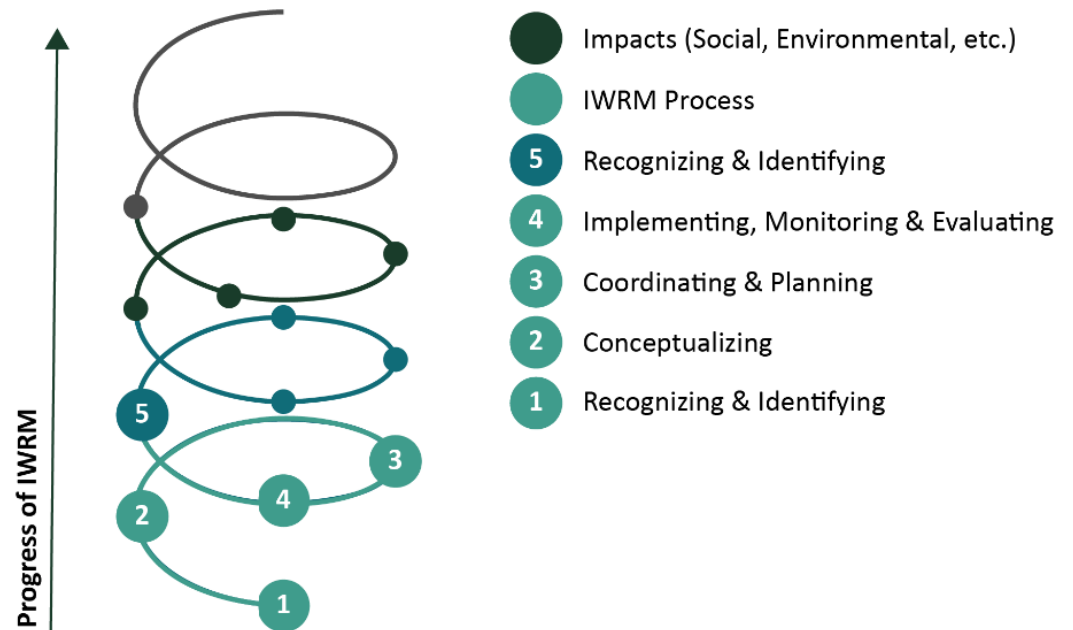 Impacts (Social, Environmental, etc.)
IWRM Process
5 Recognizing & Identifying
4 Implementing, Monitoring & Evaluating
3 Coordinating & Planning
2 Conceptualizing
1 Recognizing & Identifying
Progress of IWRM
5
3
4
2
1